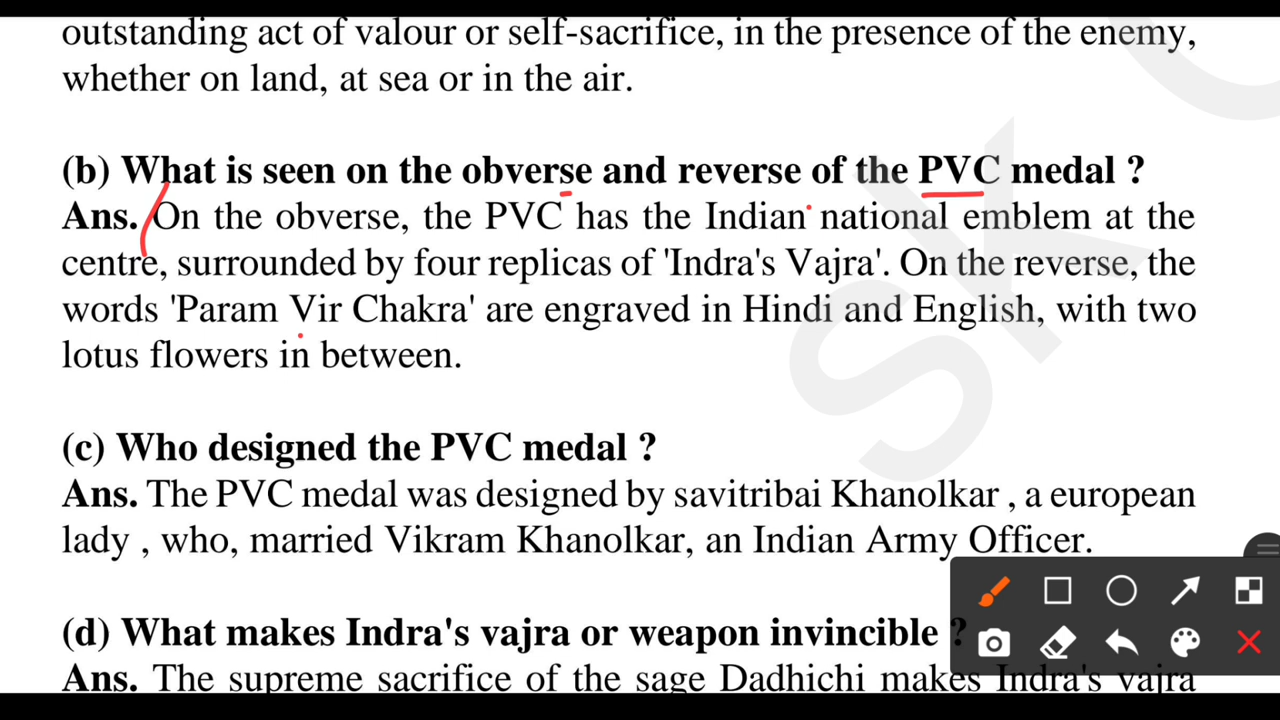 outstanding act of valour or self-sacrifice, in the presence of the enemy,
whether on land, at sea or in the air.
(b) What is seen on the obverse and reverse of the PVC medal ?
Ans. On the obverse, the PVC has the Indian national emblem at the
centre, surrounded by four replicas of 'Indra's Vajra'. On the reverse, the
words 'Param Vir Chakra' are engraved in Hindi and English, with two
lotus flowers in between.
(c) Who designed the PVC medal ?
Ans. The PVC medal was designed by savitribai Khanolkar , a european
lady , who, married Vikram Khanolkar, an Indian Army Officer.
(d) What makes Indra's vajra or weapon invincible ?
Ans. The supreme sacrifice of the sage Dadhichi makes Indra's vajra